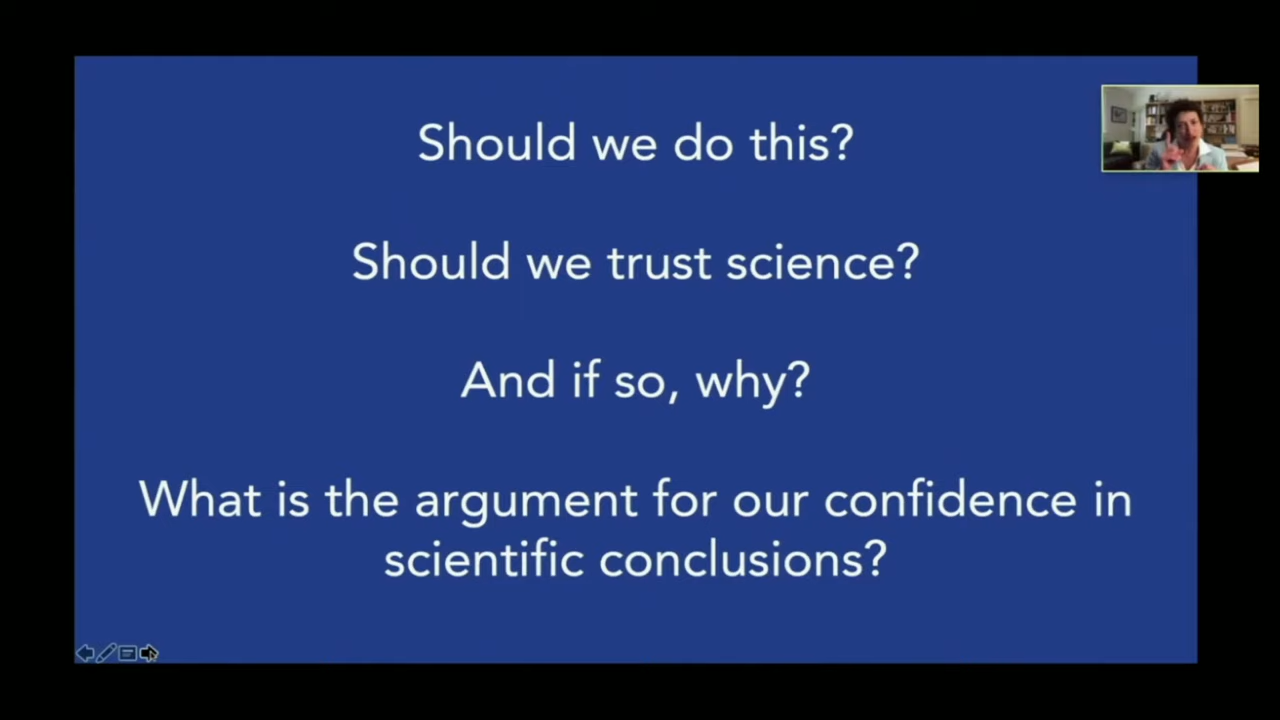 Should we do this?
Should we trust science?
And if so, why?
What is the argument for our confidence in
scientific conclusions?